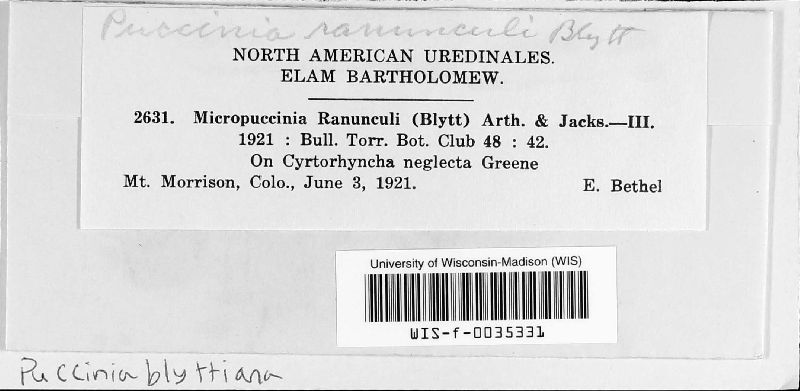 Puccinia ranunculi Blytt
NORTH AMERICAN UREDINALES.
ELAM BARTHOLOMEW.
2631. Micropuccinia Ranunculi (Blytt) Arth. & Jacks.—III.
1921 : Bull. Torr. Bot. Club 48 : 42.
On Cyrtorhyncha neglecta Greene
Mt. Morrison, Colo., June 3, 1921. E. Bethel
University of Wisconsin-Madison (WIS)
WIS-f-0035331
Puccinia blyttiana